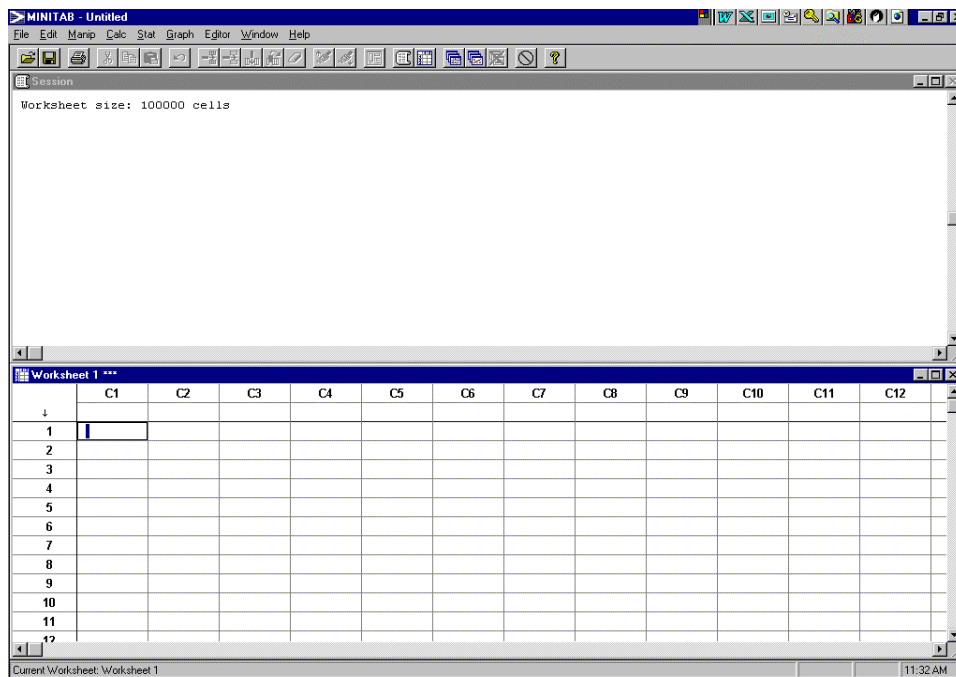 MINITAB - Untitled
File Edit Manip Calc Stat Graph Editor Window Help
Session
Worksheet size: 100000 cells
Worksheet 1 ***
C1 C2 C3 C4 C5 C6 C7 C8 C9 C10 C11 C12
↓
1
2
3
4
5
6
7
8
9
10
11
12
Current Worksheet: Worksheet 1 11:32 AM